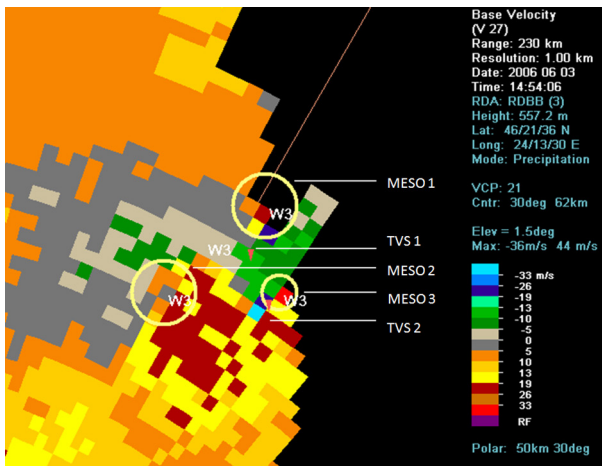 Base Velocity
(V 27)
Range: 230 km
Resolution: 1.00 km
Date: 2006 06 03
Time: 14:54:06
RDA: RDBB (3)
Height: 557.2 m
Lat: 46/21/36 N
Long: 24/13/30 E
Mode: Precipitation
VCP: 21
Cntr: 30deg 62km
Elev = 1.5deg
Max: -36m/s 44 m/s
-33 m/s
-26
-19
-13
-10
-5
0
5
10
13
19
26
33
RF
Polar: 50km 30deg
MESO 1
W3
TVS 1
W3
MESO 2
W3
MESO 3
W3
TVS 2